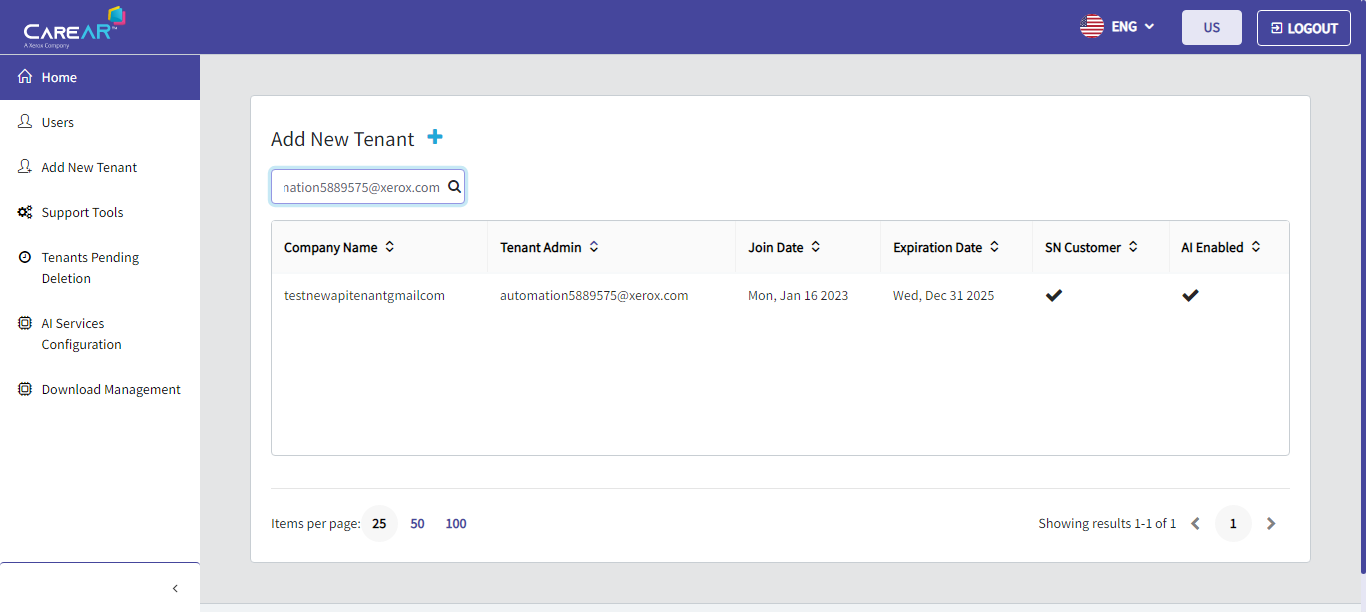 CAREAR™
A Xerox Company
ENG
US
LOGOUT
Home
Users
Add New Tenant
Support Tools
Tenants Pending
Deletion
AI Services
Configuration
Download Management
Add New Tenant
nation5889575@xerox.com
Company Name
Tenant Admin
Join Date
Expiration Date
SN Customer
AI Enabled
testnewapitenantgmailcom
automation5889575@xerox.com
Mon, Jan 16 2023
Wed, Dec 31 2025
Items per page:
25
50
100
Showing results 1-1 of 1
1